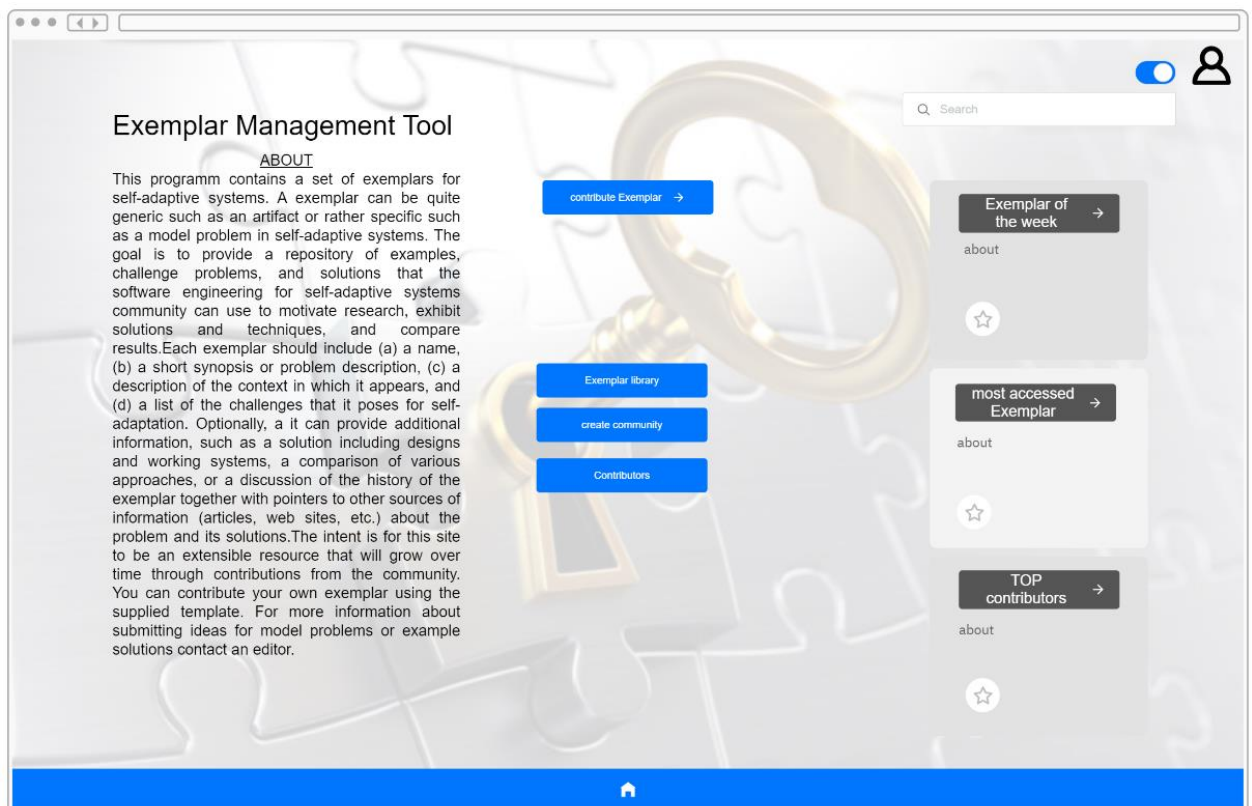 Search
Exemplar Management Tool
ABOUT
This programm contains a set of exemplars for
self-adaptive systems. A exemplar can be quite
generic such as an artifact or rather specific such
as a model problem in self-adaptive systems. The
goal is to provide a repository of examples,
challenge problems, and solutions that the
software engineering for self-adaptive systems
community can use to motivate research, exhibit
solutions and techniques, and compare
results.Each exemplar should include (a) a name,
(b) a short synopsis or problem description, (c) a
description of the context in which it appears, and
(d) a list of the challenges that it poses for self-
adaptation. Optionally, a it can provide additional
information, such as a solution including designs
and working systems, a comparison of various
approaches, or a discussion of the history of the
exemplar together with pointers to other sources of
information (articles, web sites, etc.) about the
problem and its solutions.The intent is for this site
to be an extensible resource that will grow over
time through contributions from the community.
You can contribute your own exemplar using the
supplied template. For more information about
submitting ideas for model problems or example
solutions contact an editor.
contribute Exemplar
Exemplar library
create community
Contributors
Exemplar of
the week
about
most accessed
Exemplar
about
TOP
contributors
about